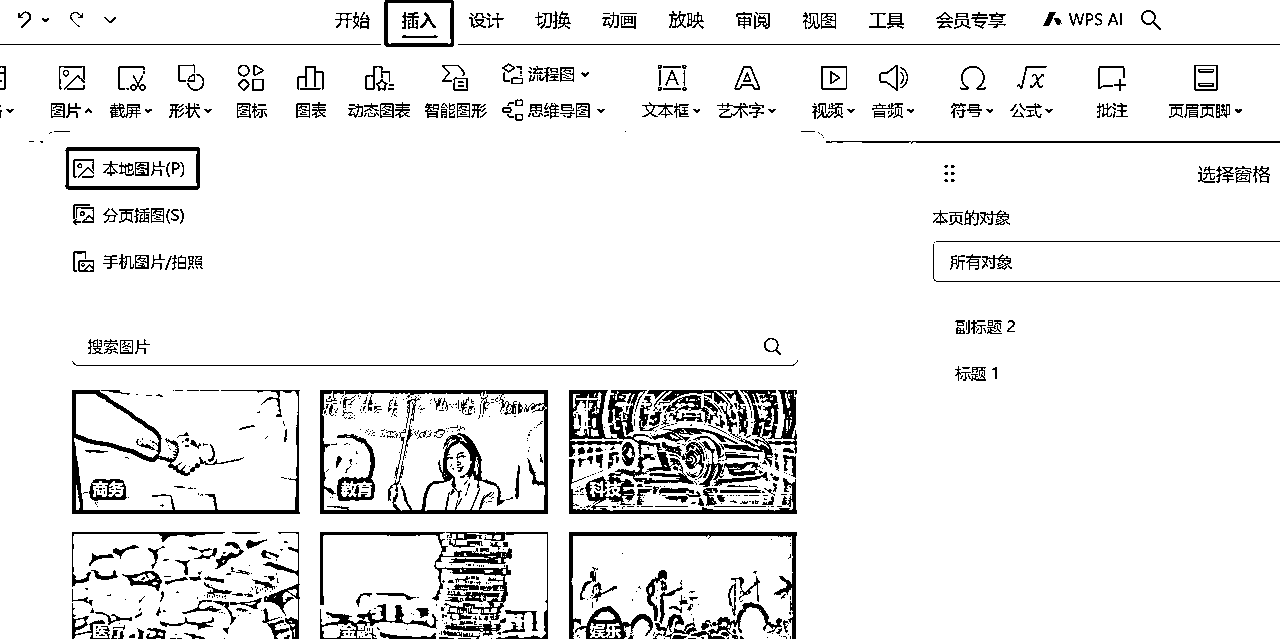 开始 插入 设计 切换 动画 放映 审阅 视图 工具 会员专享 WPS AI
图片 截屏 形状 图标 图表 动态图表 智能图形 流程图 思维导图 文本框 艺术字 视频 音频 符号 公式 批注 页眉页脚
本地图片(P)
分页插图(S)
手机图片/拍照
搜索图片
商务 教育 科技
医疗 金融 娱乐
选择窗格
本页的对象
所有对象
副标题 2
标题 1